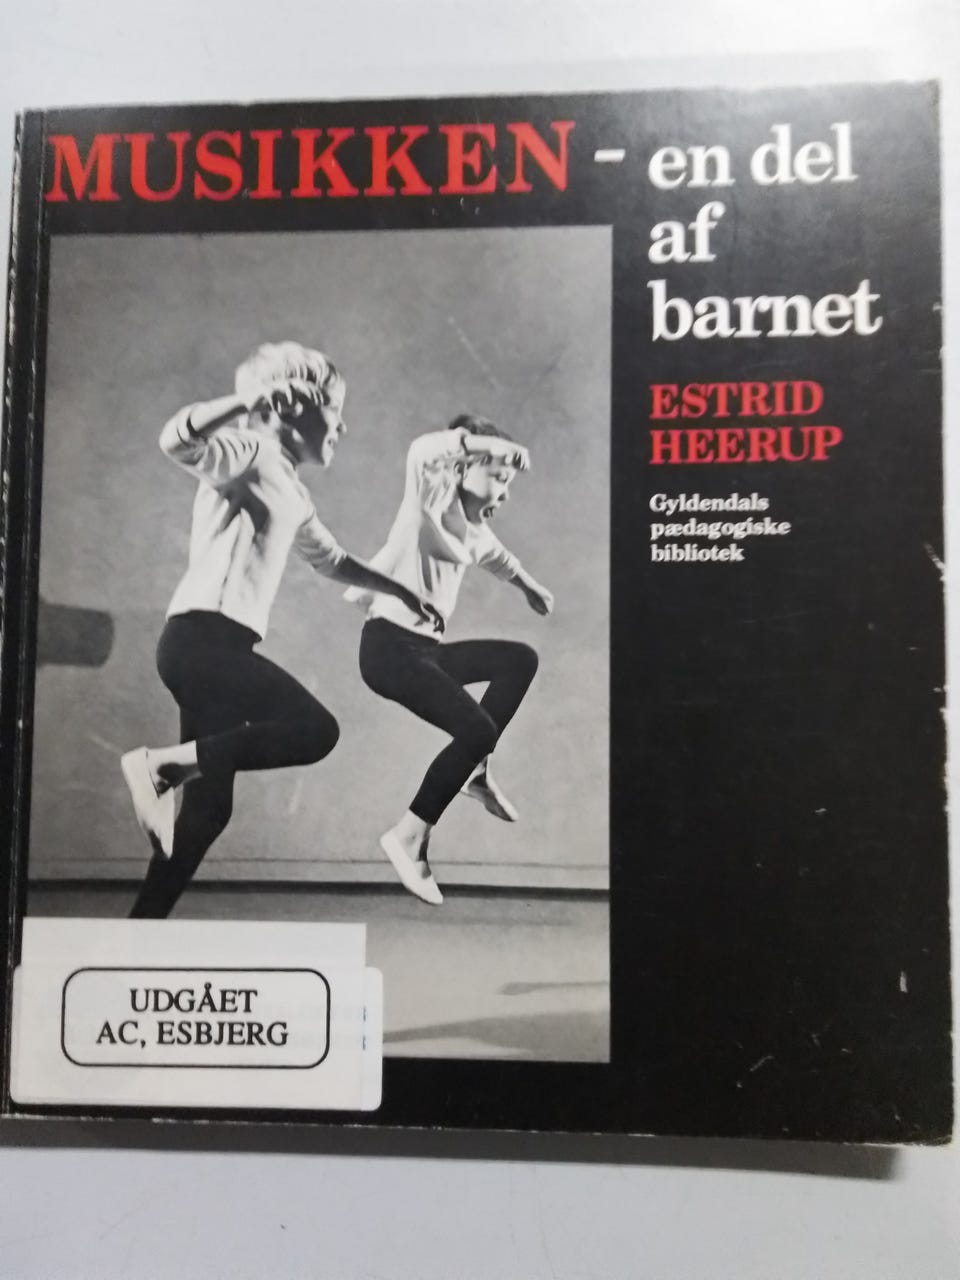 MUSIKKEN - en del
af
barnet
ESTRID
HEERUP
Gyldendals
pædagogiske
bibliotek
UDGÅET
AC, ESBJERG